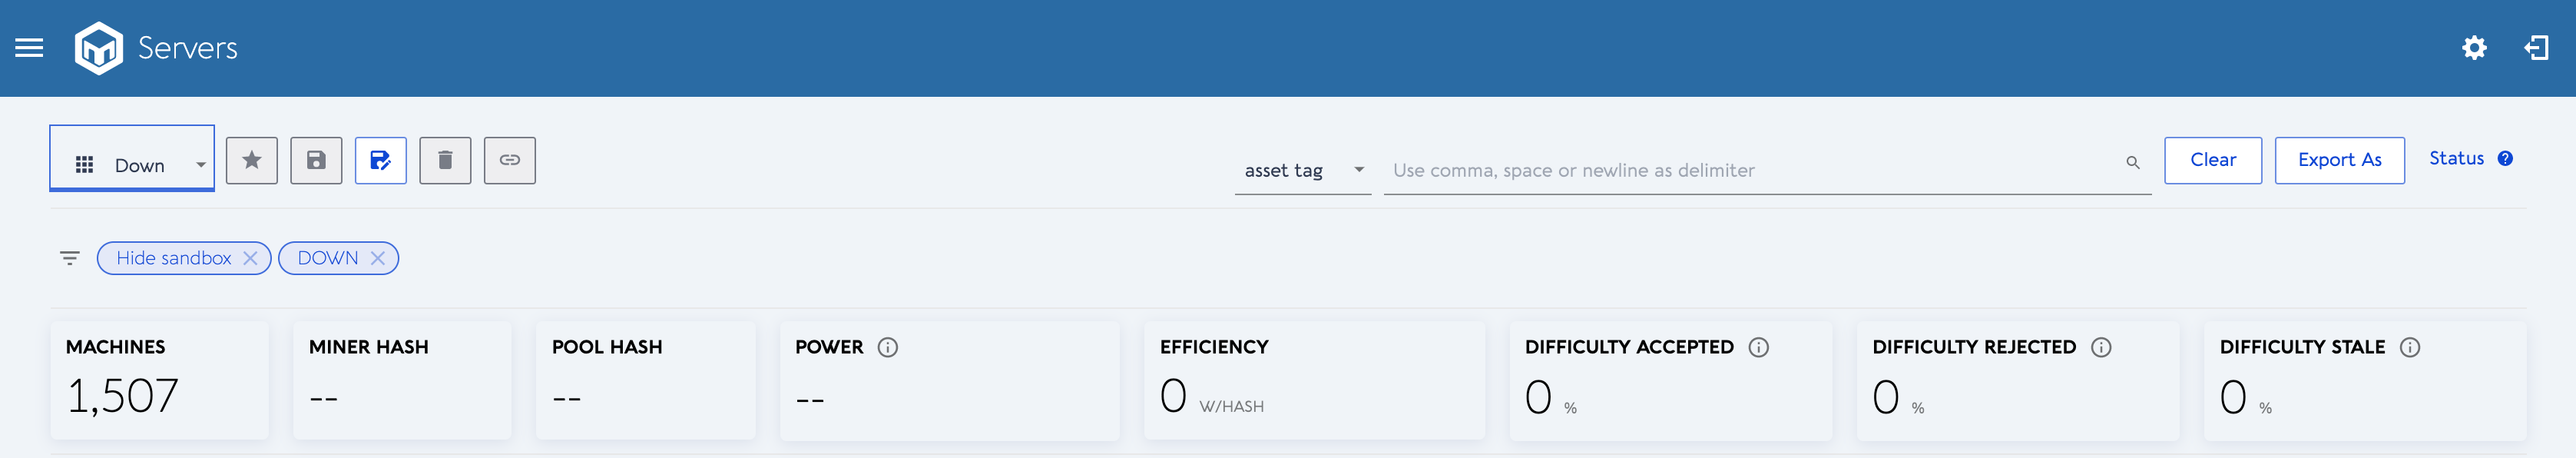 Servers
Down
asset tag Use comma, space or newline as delimiter Clear Export As Status ?
Hide sandbox DOWN
MACHINES MINER HASH POOL HASH POWER EFFICIENCY DIFFICULTY ACCEPTED DIFFICULTY REJECTED DIFFICULTY STALE
1,507 -- -- -- 0 W/HASH 0 % 0 % 0 %